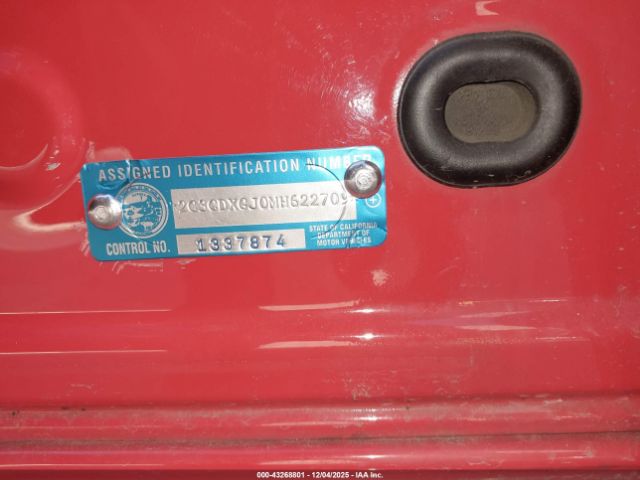 ASSIGNED IDENTIFICATION NUMBER
2C3CDXGJ0MH622709
CONTROL NO. 1337874
STATE OF CALIFORNIA
DEPARTMENT OF
MOTOR VEHICLES
000-43268801 - 12/04/2025 - IAA Inc.